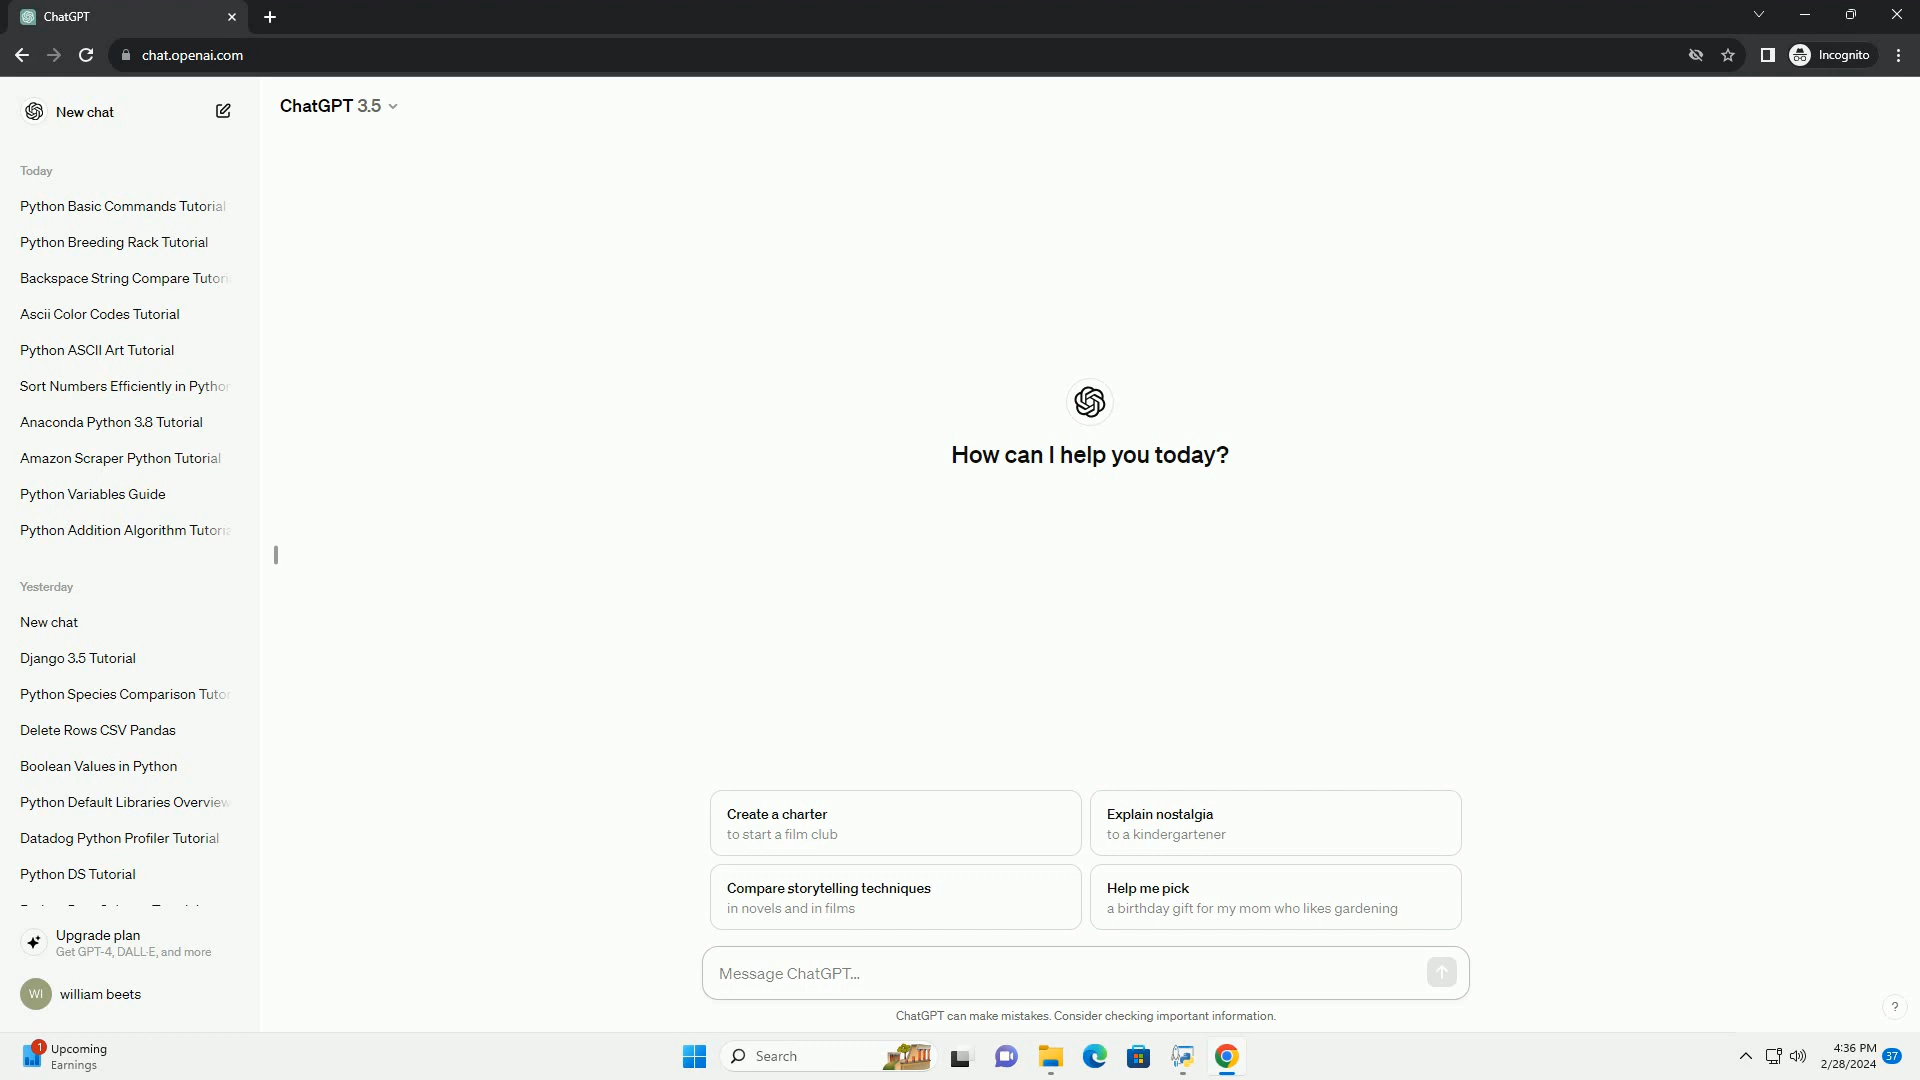 ChatGPT
chat.openai.com
Incognito
New chat
ChatGPT 3.5
Today
Python Basic Commands Tutorial
Python Breeding Rack Tutorial
Backspace String Compare Tutori
Ascii Color Codes Tutorial
Python ASCII Art Tutorial
Sort Numbers Efficiently in Python
Anaconda Python 3.8 Tutorial
Amazon Scraper Python Tutorial
Python Variables Guide
Python Addition Algorithm Tutoria
Yesterday
New chat
Django 3.5 Tutorial
Python Species Comparison Tutor
Delete Rows CSV Pandas
Boolean Values in Python
Python Default Libraries Overview
Datadog Python Profiler Tutorial
Python DS Tutorial
Upgrade plan
Get GPT-4, DALL·E, and more
WI
william beets
How can I help you today?
Create a charter
to start a film club
Explain nostalgia
to a kindergartener
Compare storytelling techniques
in novels and in films
Help me pick
a birthday gift for my mom who likes gardening
Message ChatGPT...
ChatGPT can make mistakes. Consider checking important information.
?
1
Upcoming
Earnings
Search
4:36 PM
2/28/2024
37